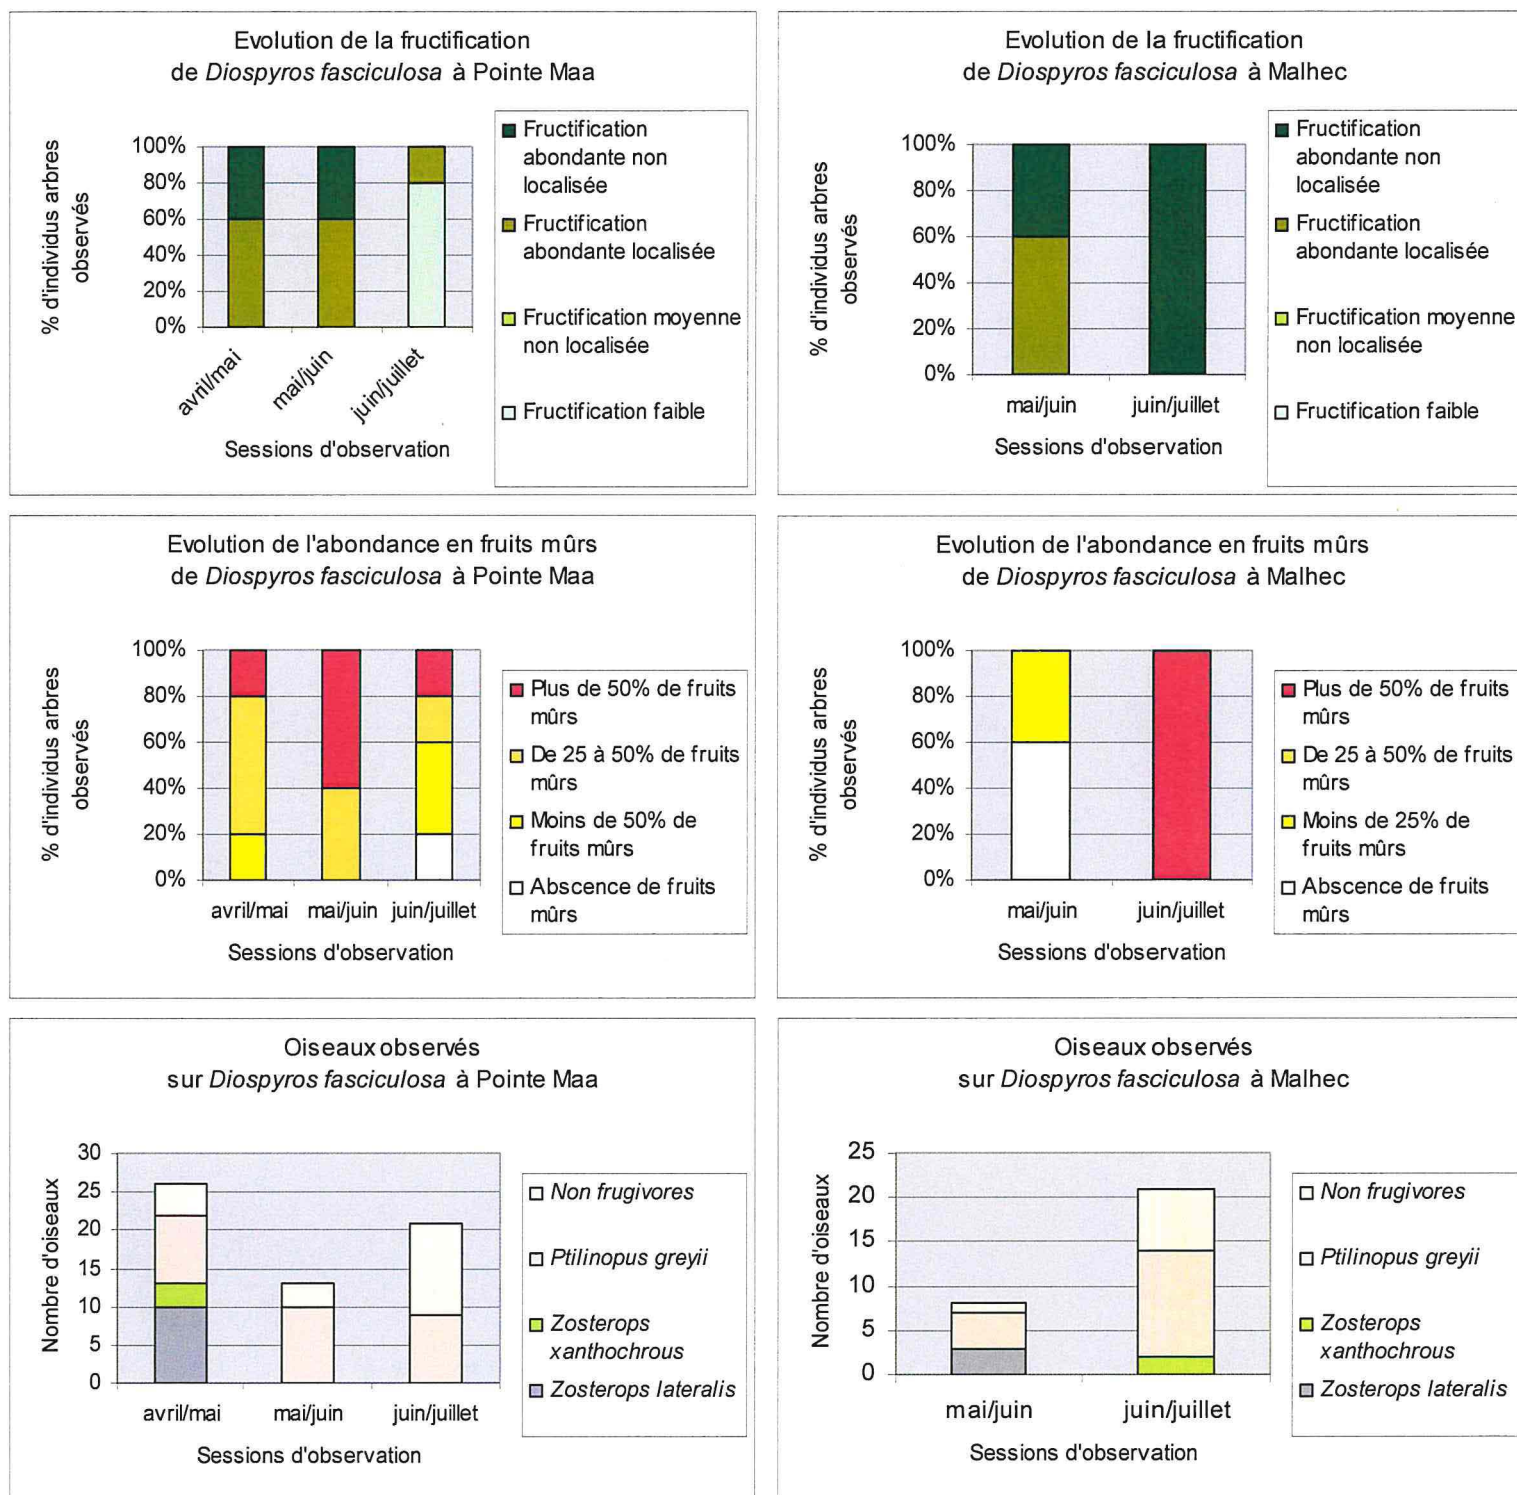 Evolution de la fructification
de Diospyros fasciculosa à Pointe Maa
% d'individus arbres
observés
100%
80%
60%
40%
20%
0%
avril/mai
mai/juin
juin/juillet
Sessions d'observation
Fructification
abondante non
localisée
Fructification
abondante localisée
Fructification moyenne
non localisée
Fructification faible
Evolution de la fructification
de Diospyros fasciculosa à Malhec
% d'individus arbres
observés
100%
80%
60%
40%
20%
0%
mai/juin
juin/juillet
Sessions d'observation
Fructification
abondante non
localisée
Fructification
abondante localisée
Fructification moyenne
non localisée
Fructification faible
Evolution de l'abondance en fruits mûrs
de Diospyros fasciculosa à Pointe Maa
% d'individus arbres
observés
100%
80%
60%
40%
20%
0%
avril/mai
mai/juin
juin/juillet
Sessions d'observation
Plus de 50% de fruits
mûrs
De 25 à 50% de fruits
mûrs
Moins de 50% de
fruits mûrs
Abscence de fruits
mûrs
Evolution de l'abondance en fruits mûrs
de Diospyros fasciculosa à Malhec
% d'individus arbres
observés
100%
80%
60%
40%
20%
0%
mai/juin
juin/juillet
Sessions d'observation
Plus de 50% de fruits
mûrs
De 25 à 50% de fruits
mûrs
Moins de 25% de
fruits mûrs
Abscence de fruits
mûrs
Oiseaux observés
sur Diospyros fasciculosa à Pointe Maa
Nombre d'oiseaux
30
25
20
15
10
5
0
avril/mai
mai/juin
juin/juillet
Sessions d'observation
Non frugivores
Ptilinopus greyii
Zosterops
xanthochrous
Zosterops lateralis
Oiseaux observés
sur Diospyros fasciculosa à Malhec
Nombre d'oiseaux
25
20
15
10
5
0
mai/juin
juin/juillet
Sessions d'observation
Non frugivores
Ptilinopus greyii
Zosterops
xanthochrous
Zosterops lateralis